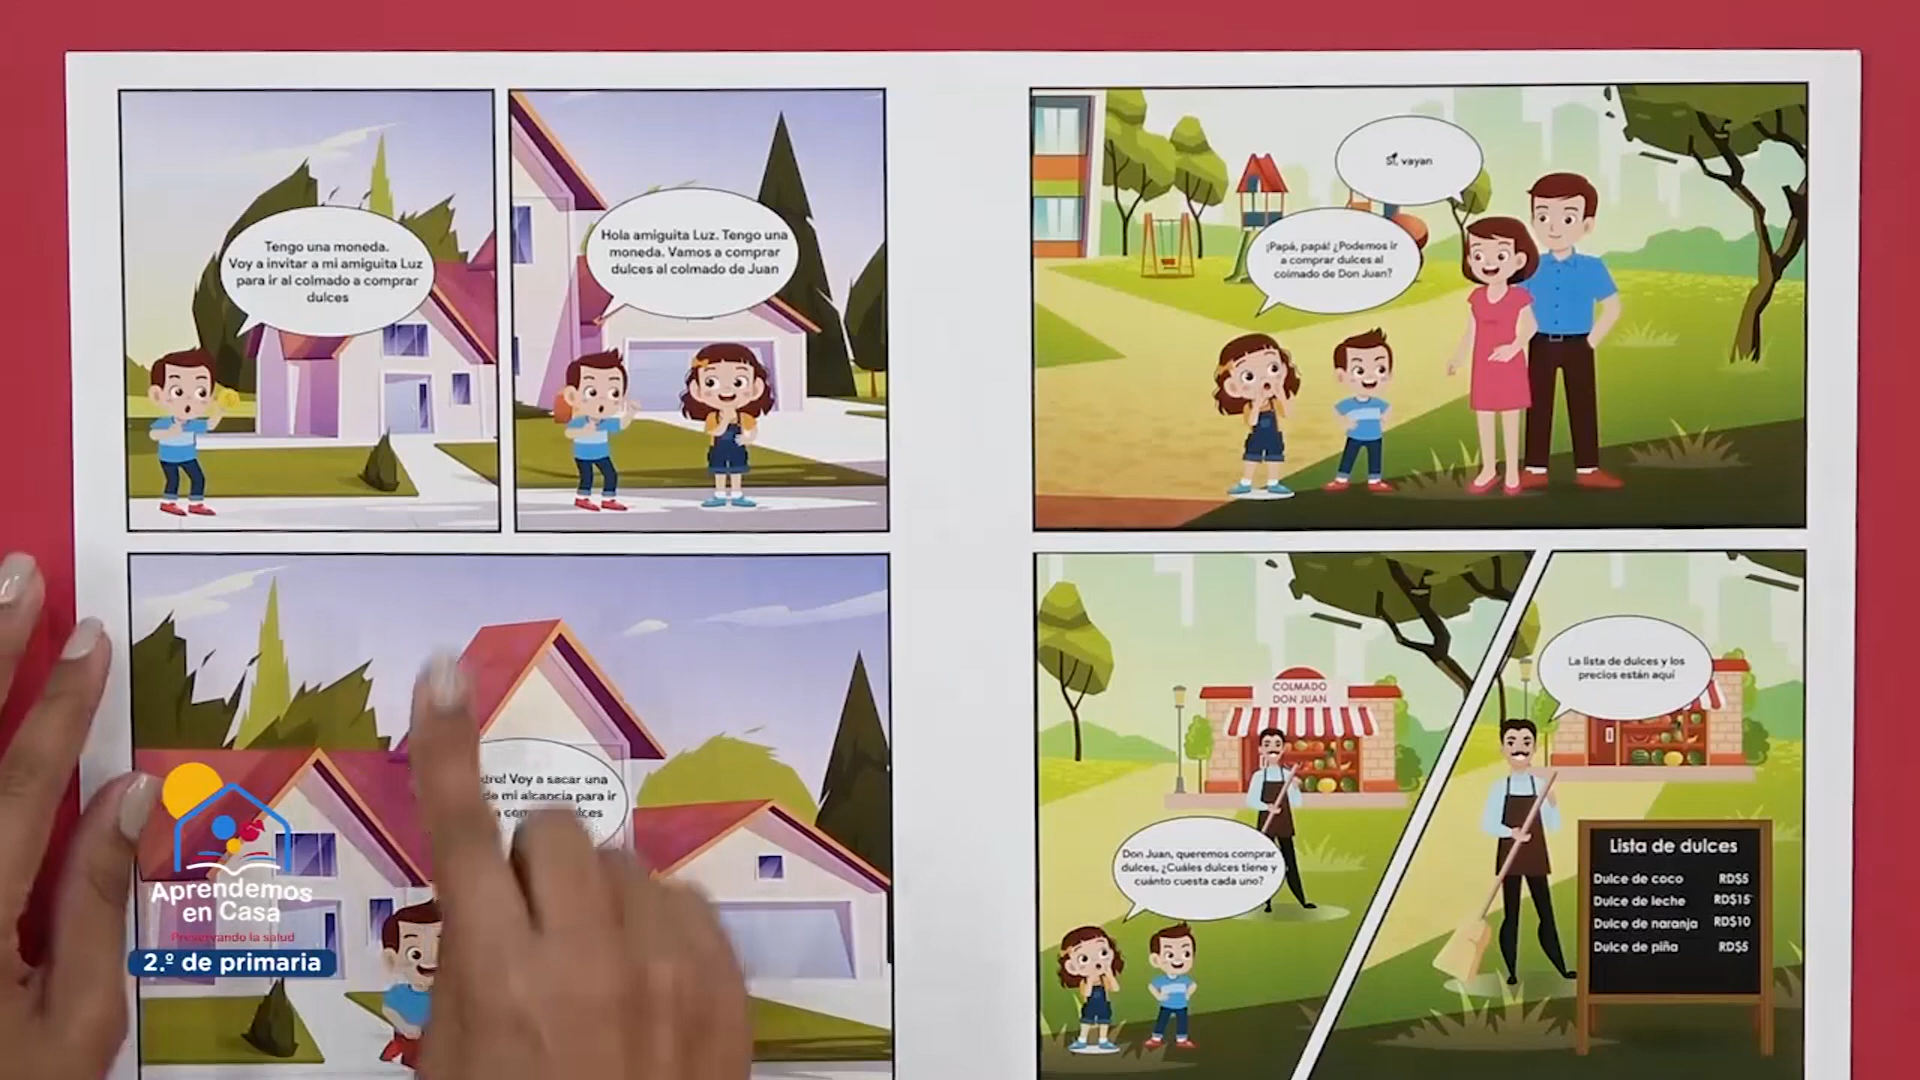 Tengo una moneda.
Voy a invitar a mi amiguita Luz
para ir al colmado a comprar
dulces
Hola amiguita Luz. Tengo una
moneda. Vamos a comprar
dulces al colmado de Juan
Voy a sacar una
de mi alcancía para ir
a
Sí, vayan
¡Papá, papá! ¿Podemos ir
a comprar dulces al
colmado de Don Juan?
COLMADO
DON JUAN
Don Juan, queremos comprar
dulces, ¿Cuáles dulces tiene y
cuánto cuesta cada uno?
La lista de dulces y los
precios están aquí
Lista de dulces
Dulce de coco RD$5
Dulce de leche RD$15
Dulce de naranja RD$10
Dulce de piña RD$5
Aprendemos
en Casa
Preservando la salud
2.º de primaria